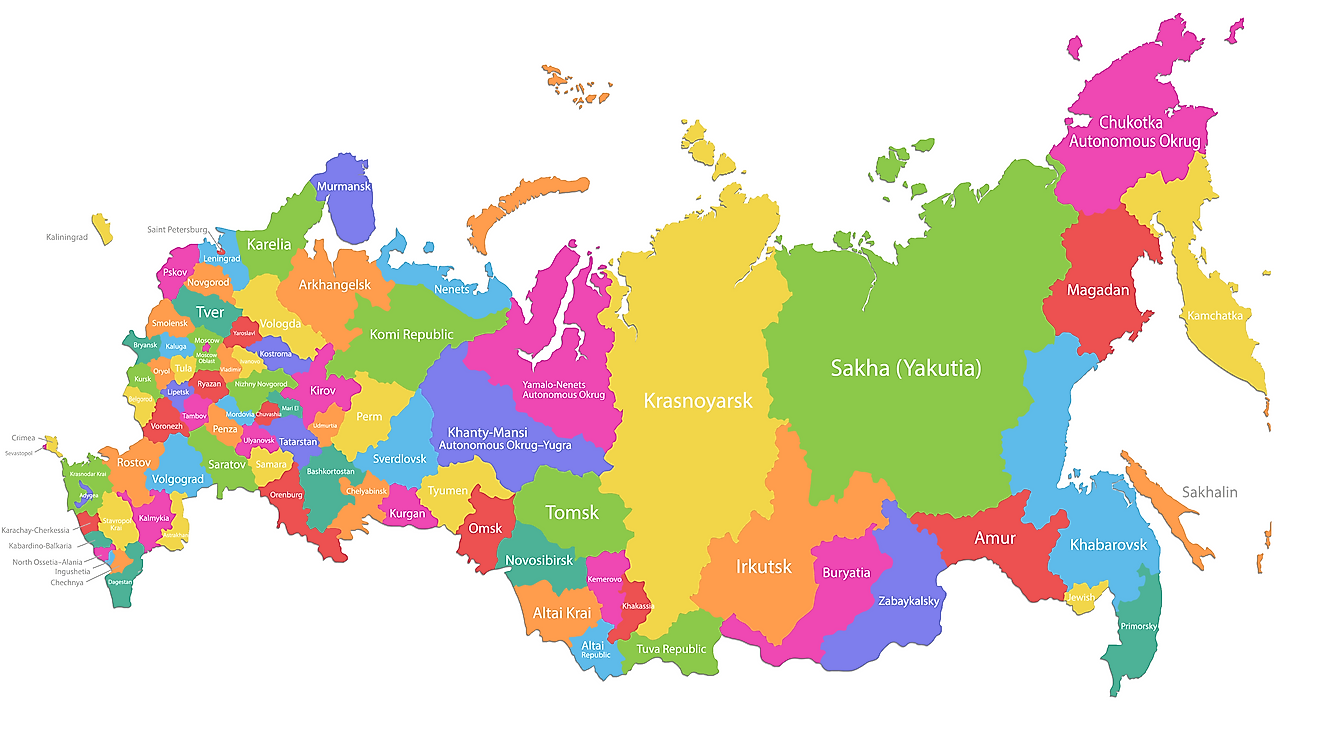 Chukotka
Autonomous Okrug
Murmansk
Saint Petersburg
Kaliningrad
Karelia
Leningrad
Pskov
Novgorod
Arkhangelsk
Nenets
Magadan
Tver
Kamchatka
Smolensk
Vologda
Yaroslavl
Komi Republic
Bryansk
Kaluga
Moscow
Moscow
Oblast
Kostroma
Ivanovo
Vladimir
Tula
Oryol
Sakha (Yakutia)
Kursk
Ryazan
Nizhny Novgorod
Kirov
Yamalo-Nenets
Autonomous Okrug
Lipetsk
Belgorod
Krasnoyarsk
Tambov
Mordovia
Chuvashia
Mari El
Perm
Voronezh
Penza
Udmurtia
Khanty-Mansi
Autonomous Okrug–Yugra
Ulyanovsk
Tatarstan
Crimea
Sevastopol
Rostov
Saratov
Samara
Sverdlovsk
Bashkortostan
Krasnodar Krai
Volgograd
Orenburg
Chelyabinsk
Tyumen
Sakhalin
Adygea
Kurgan
Tomsk
Stavropol
Krai
Kalmykia
Omsk
Karachay-Cherkessia
Astrakhan
Amur
Khabarovsk
Kabardino-Balkaria
Novosibirsk
North Ossetia–Alania
Irkutsk
Buryatia
Ingushetia
Kemerovo
Chechnya
Dagestan
Zabaykalsky
Jewish
Altai Krai
Khakassia
Primorsky
Altai
Republic
Tuva Republic